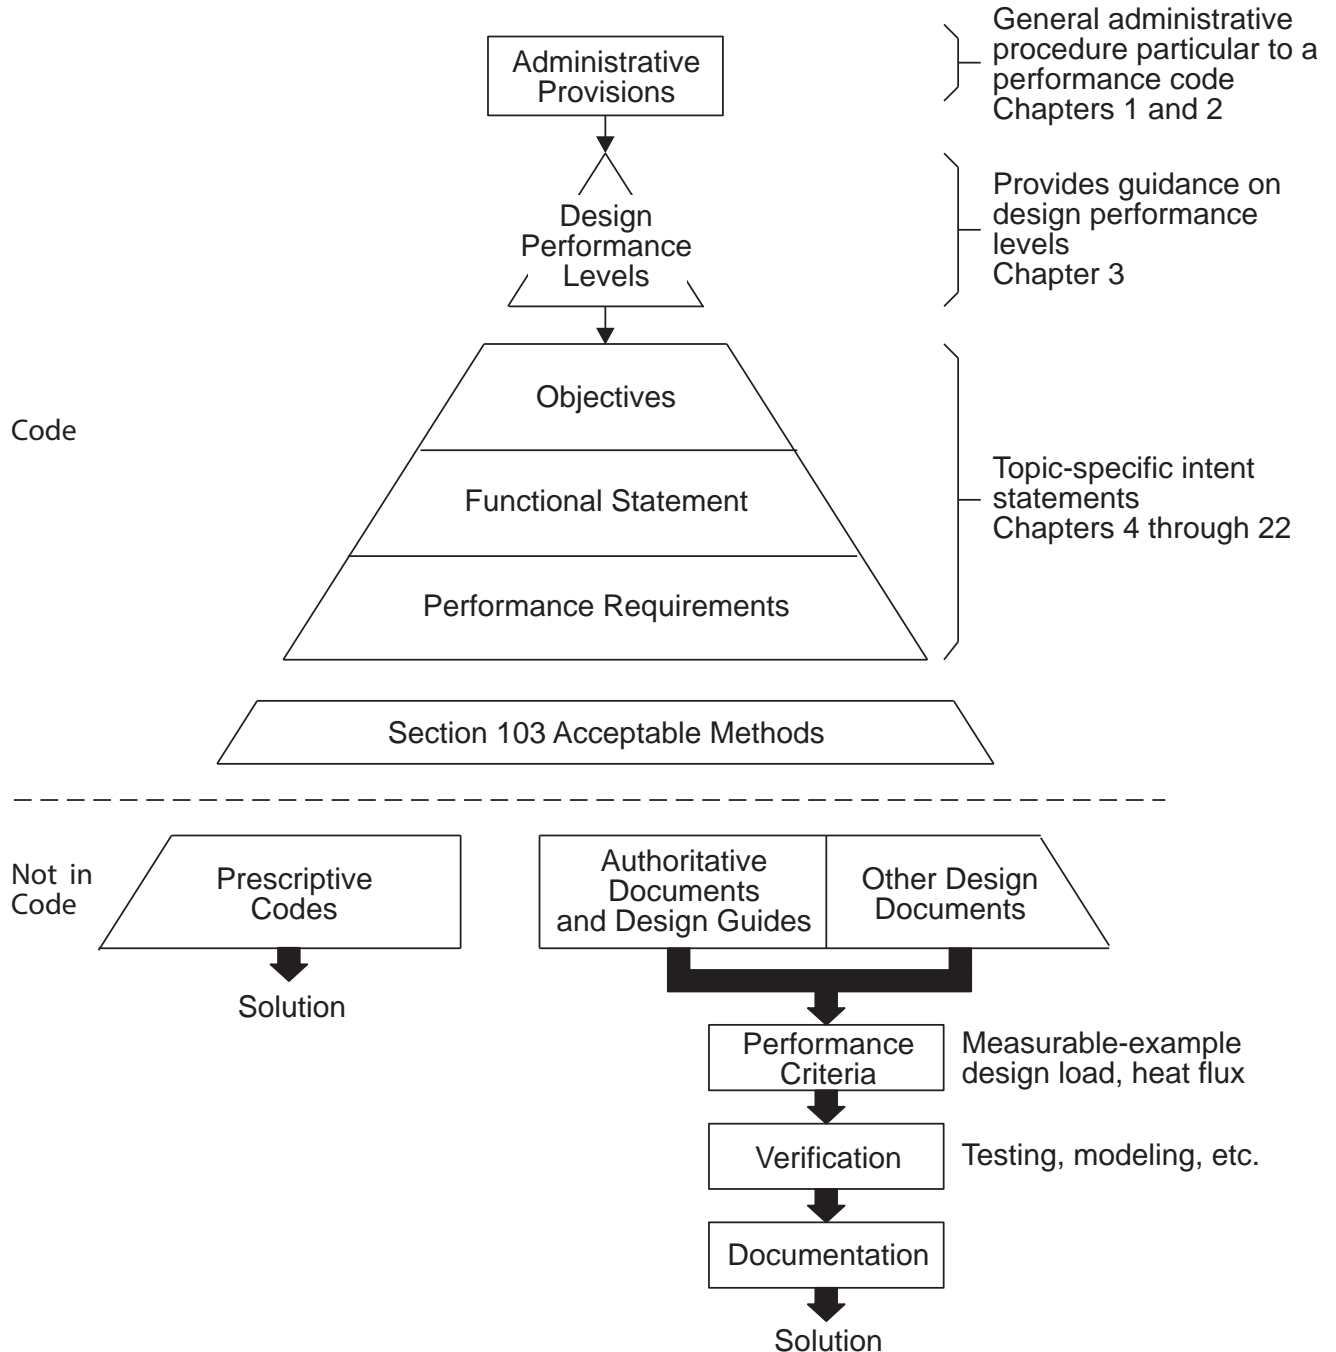 Administrative
Provisions
General administrative
procedure particular to a
performance code
Chapters 1 and 2
Design
Performance
Levels
Provides guidance on
design performance
levels
Chapter 3
Code
Objectives
Functional Statement
Performance Requirements
Topic-specific intent
statements
Chapters 4 through 22
Section 103 Acceptable Methods
Not in
Code
Prescriptive
Codes
Solution
Authoritative
Documents
and Design Guides
Other Design
Documents
Performance
Criteria
Measurable-example
design load, heat flux
Verification
Testing, modeling, etc.
Documentation
Solution